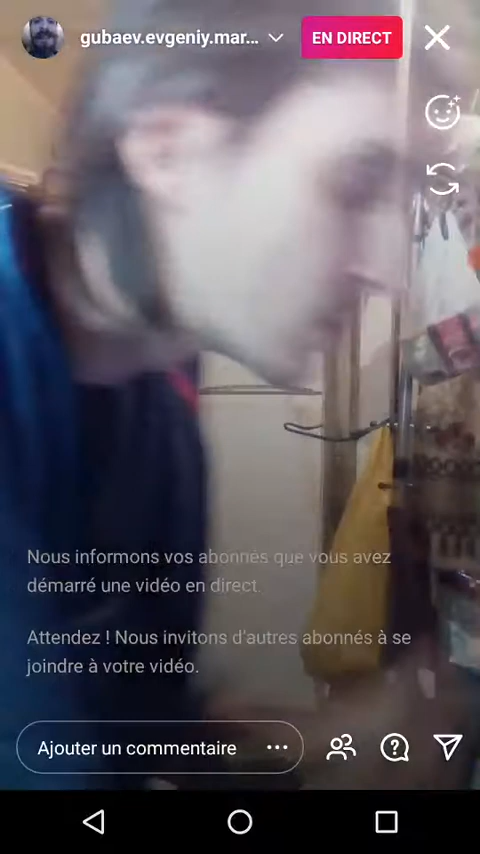 gubaev.evgeniy.mar...
EN DIRECT
Nous informons vos abonnés que vous avez
démarré une vidéo en direct.
Attendez ! Nous invitons d'autres abonnés à se
joindre à votre vidéo.
Ajouter un commentaire